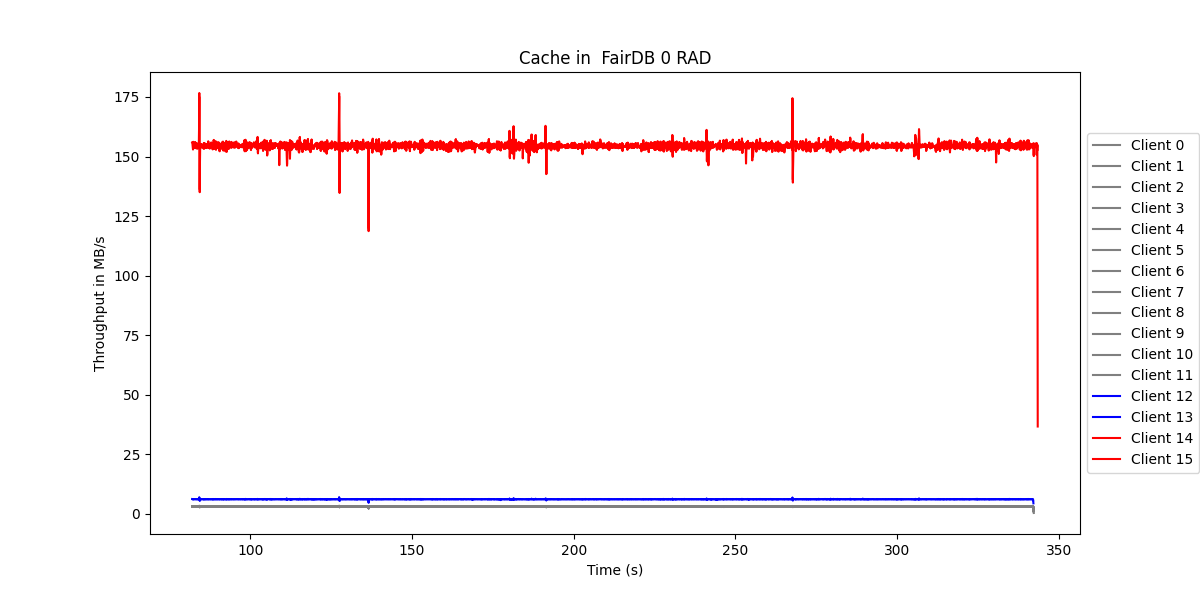 Cache in  FairDB 0 RAD
Throughput in MB/s
175
150
125
100
75
50
25
0
100
150
200
250
300
350
Time (s)
Client 0
Client 1
Client 2
Client 3
Client 4
Client 5
Client 6
Client 7
Client 8
Client 9
Client 10
Client 11
Client 12
Client 13
Client 14
Client 15